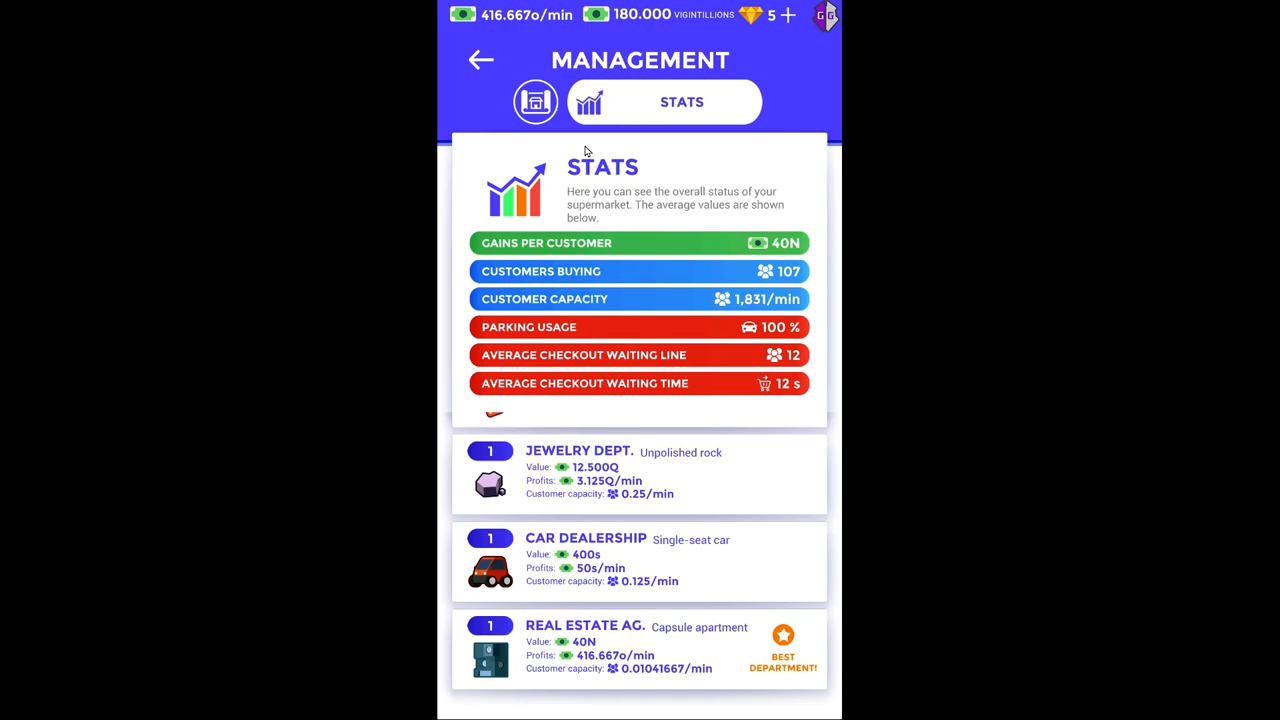 416.667o/min 180.000 VIGINTILLIONS 5 +
GG
MANAGEMENT
STATS
STATS
Here you can see the overall status of your
supermarket. The average values are shown
below.
GAINS PER CUSTOMER 40N
CUSTOMERS BUYING 107
CUSTOMER CAPACITY 1,831/min
PARKING USAGE 100 %
AVERAGE CHECKOUT WAITING LINE 12
AVERAGE CHECKOUT WAITING TIME 12 s
1 JEWELRY DEPT. Unpolished rock
Value: 12.500Q
Profits: 3.125Q/min
Customer capacity: 0.25/min
1 CAR DEALERSHIP Single-seat car
Value: 400s
Profits: 50s/min
Customer capacity: 0.125/min
1 REAL ESTATE AG. Capsule apartment
Value: 40N
Profits: 416.667o/min
Customer capacity: 0.01041667/min
BEST
DEPARTMENT!